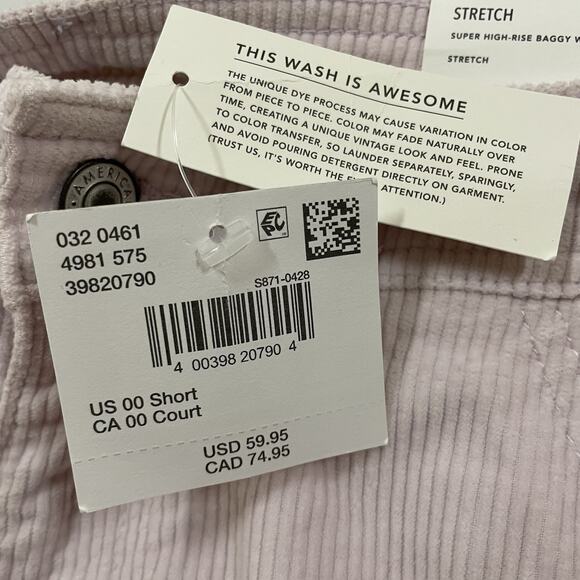 STRETCH
SUPER HIGH-RISE BAGGY W
STRETCH
THIS WASH IS AWESOME
THE UNIQUE DYE PROCESS MAY CAUSE VARIATION IN COLOR
FROM PIECE TO PIECE. COLOR MAY FADE NATURALLY OVER
TIME, CREATING A UNIQUE VINTAGE LOOK AND FEEL. PRONE
TO COLOR TRANSFER, SO LAUNDER SEPARATELY, SPARINGLY,
AND AVOID POURING DETERGENT DIRECTLY ON GARMENT.
(TRUST US, IT'S WORTH THE ATTENTION.)
AMERICA
032 0461
4981 575
39820790
EPC
S871-0428
4 00398 20790 4
US 00 Short
CA 00 Court
USD 59.95
CAD 74.95